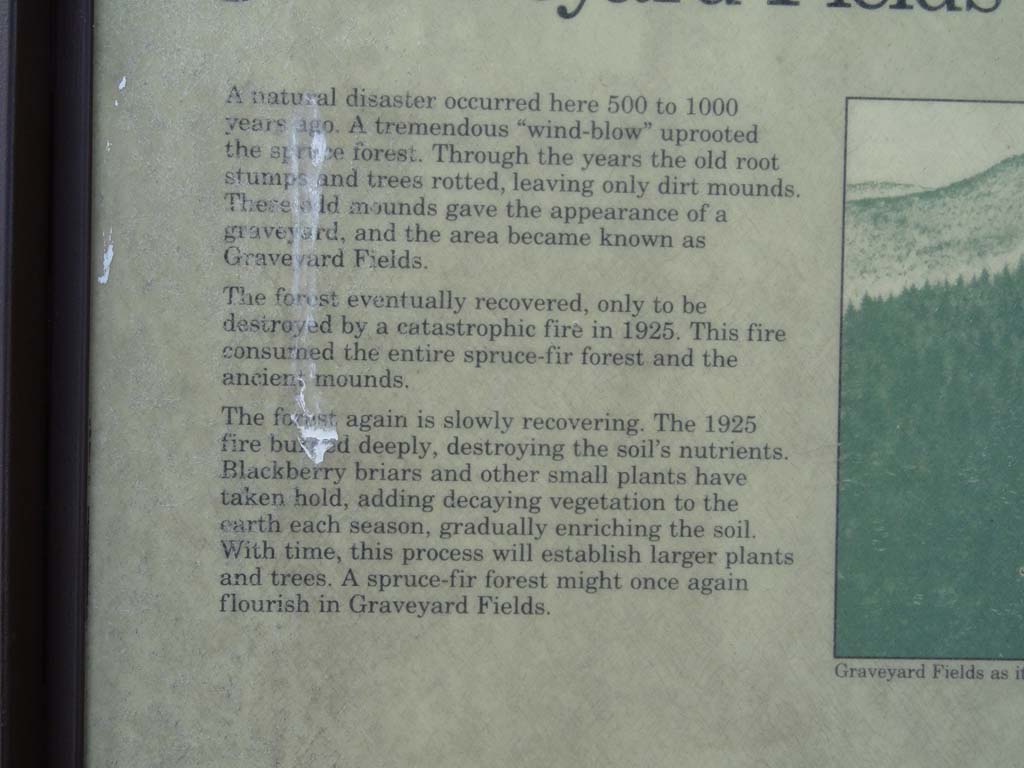 Graveyard Fields
A natural disaster occurred here 500 to 1000
years ago. A tremendous “wind-blow” uprooted
the spruce forest. Through the years the old root
stumps and trees rotted, leaving only dirt mounds.
These odd mounds gave the appearance of a
graveyard, and the area became known as
Graveyard Fields.
The forest eventually recovered, only to be
destroyed by a catastrophic fire in 1925. This fire
consumed the entire spruce-fir forest and the
ancient mounds.
The forest again is slowly recovering. The 1925
fire burned deeply, destroying the soil's nutrients.
Blackberry briars and other small plants have
taken hold, adding decaying vegetation to the
earth each season, gradually enriching the soil.
With time, this process will establish larger plants
and trees. A spruce-fir forest might once again
flourish in Graveyard Fields.
Graveyard Fields as it